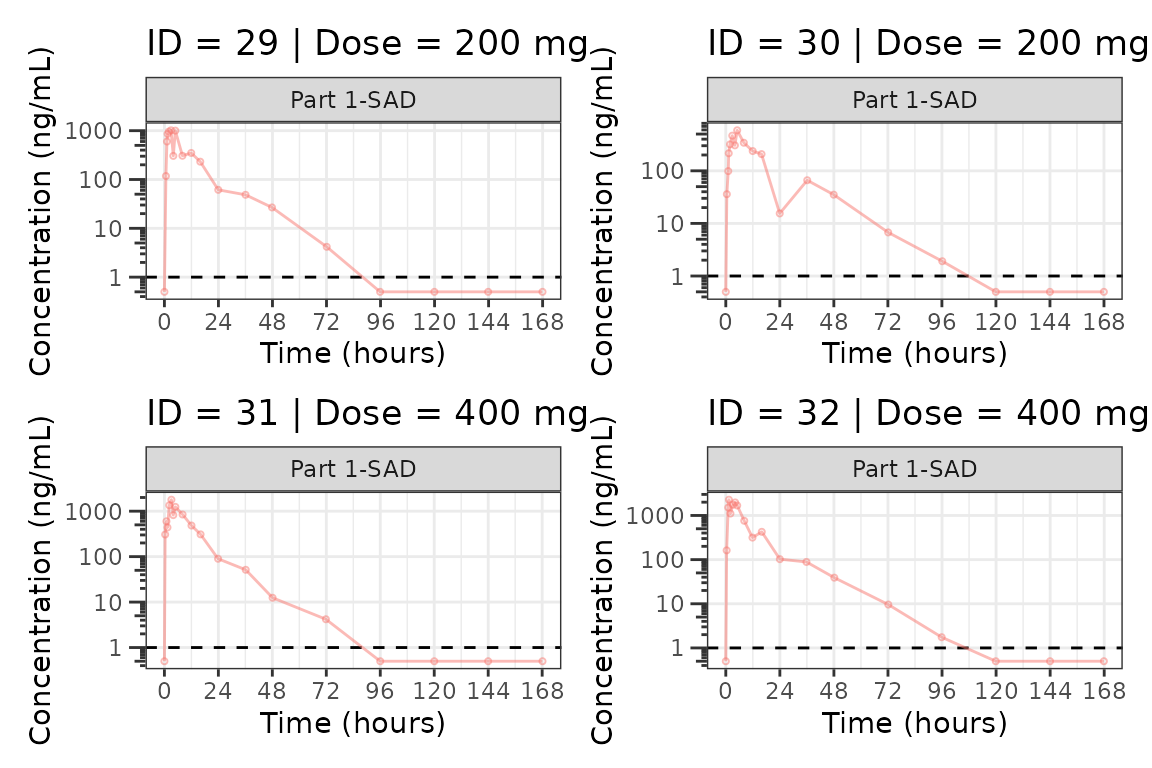 ID = 29 | Dose = 200 mg
Part 1-SAD
Concentration (ng/mL)
1000
100
10
1
0 24 48 72 96 120 144 168
Time (hours)
ID = 30 | Dose = 200 mg
Part 1-SAD
Concentration (ng/mL)
100
10
1
0 24 48 72 96 120 144 168
Time (hours)
ID = 31 | Dose = 400 mg
Part 1-SAD
Concentration (ng/mL)
1000
100
10
1
0 24 48 72 96 120 144 168
Time (hours)
ID = 32 | Dose = 400 mg
Part 1-SAD
Concentration (ng/mL)
1000
100
10
1
0 24 48 72 96 120 144 168
Time (hours)